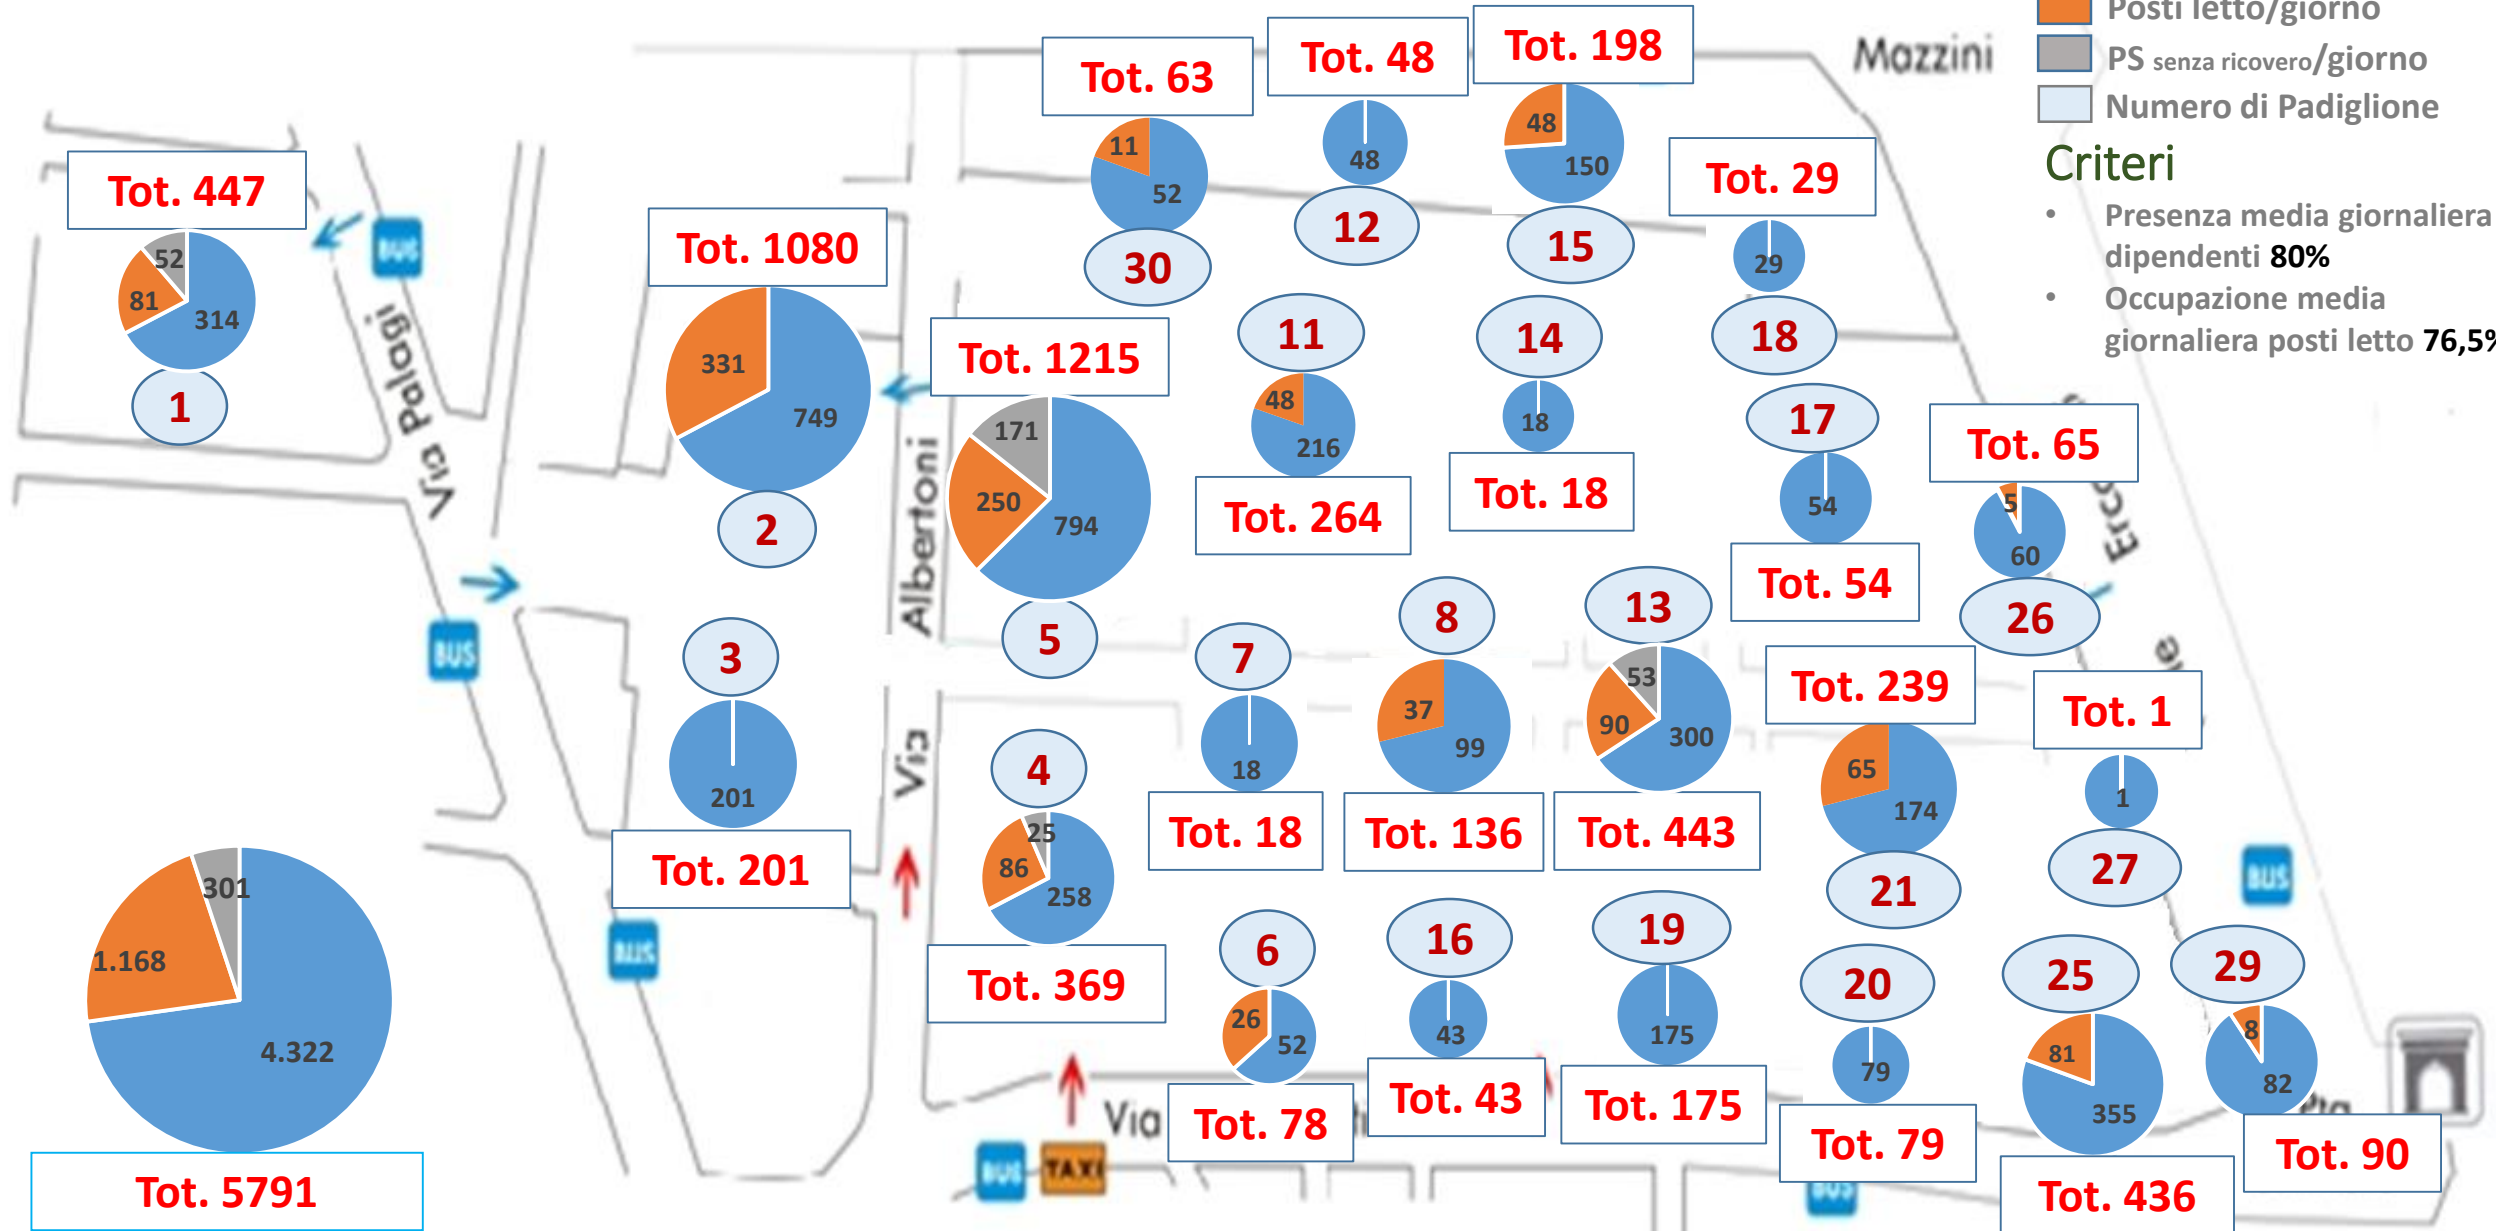 Posti letto/giorno
PS senza ricovero/giorno
Numero di Padiglione
Criteri
• Presenza media giornaliera
dipendenti 80%
• Occupazione media
giornaliera posti letto 76,5%
Mazzini
Tot. 63
11
52
30
Tot. 48
48
12
Tot. 198
48
150
15
Tot. 29
29
18
Tot. 447
52
81
314
1
BUS
Via Palagi
Tot. 1080
331
749
2
Tot. 1215
171
250
794
5
11
48
216
Tot. 264
14
18
Tot. 18
17
54
Tot. 54
Tot. 65
5
60
26
Via Albertoni
BUS
3
201
Tot. 201
7
18
Tot. 18
8
37
99
Tot. 136
13
53
90
300
Tot. 443
Tot. 239
65
174
21
Tot. 1
1
27
4
25
86
258
Tot. 369
BUS
BUS
6
26
52
Tot. 78
16
43
Tot. 43
19
175
Tot. 175
20
79
Tot. 79
25
81
355
Tot. 436
29
8
82
Tot. 90
301
1.168
4.322
Tot. 5791
Via
BUS
TAXI
BUS